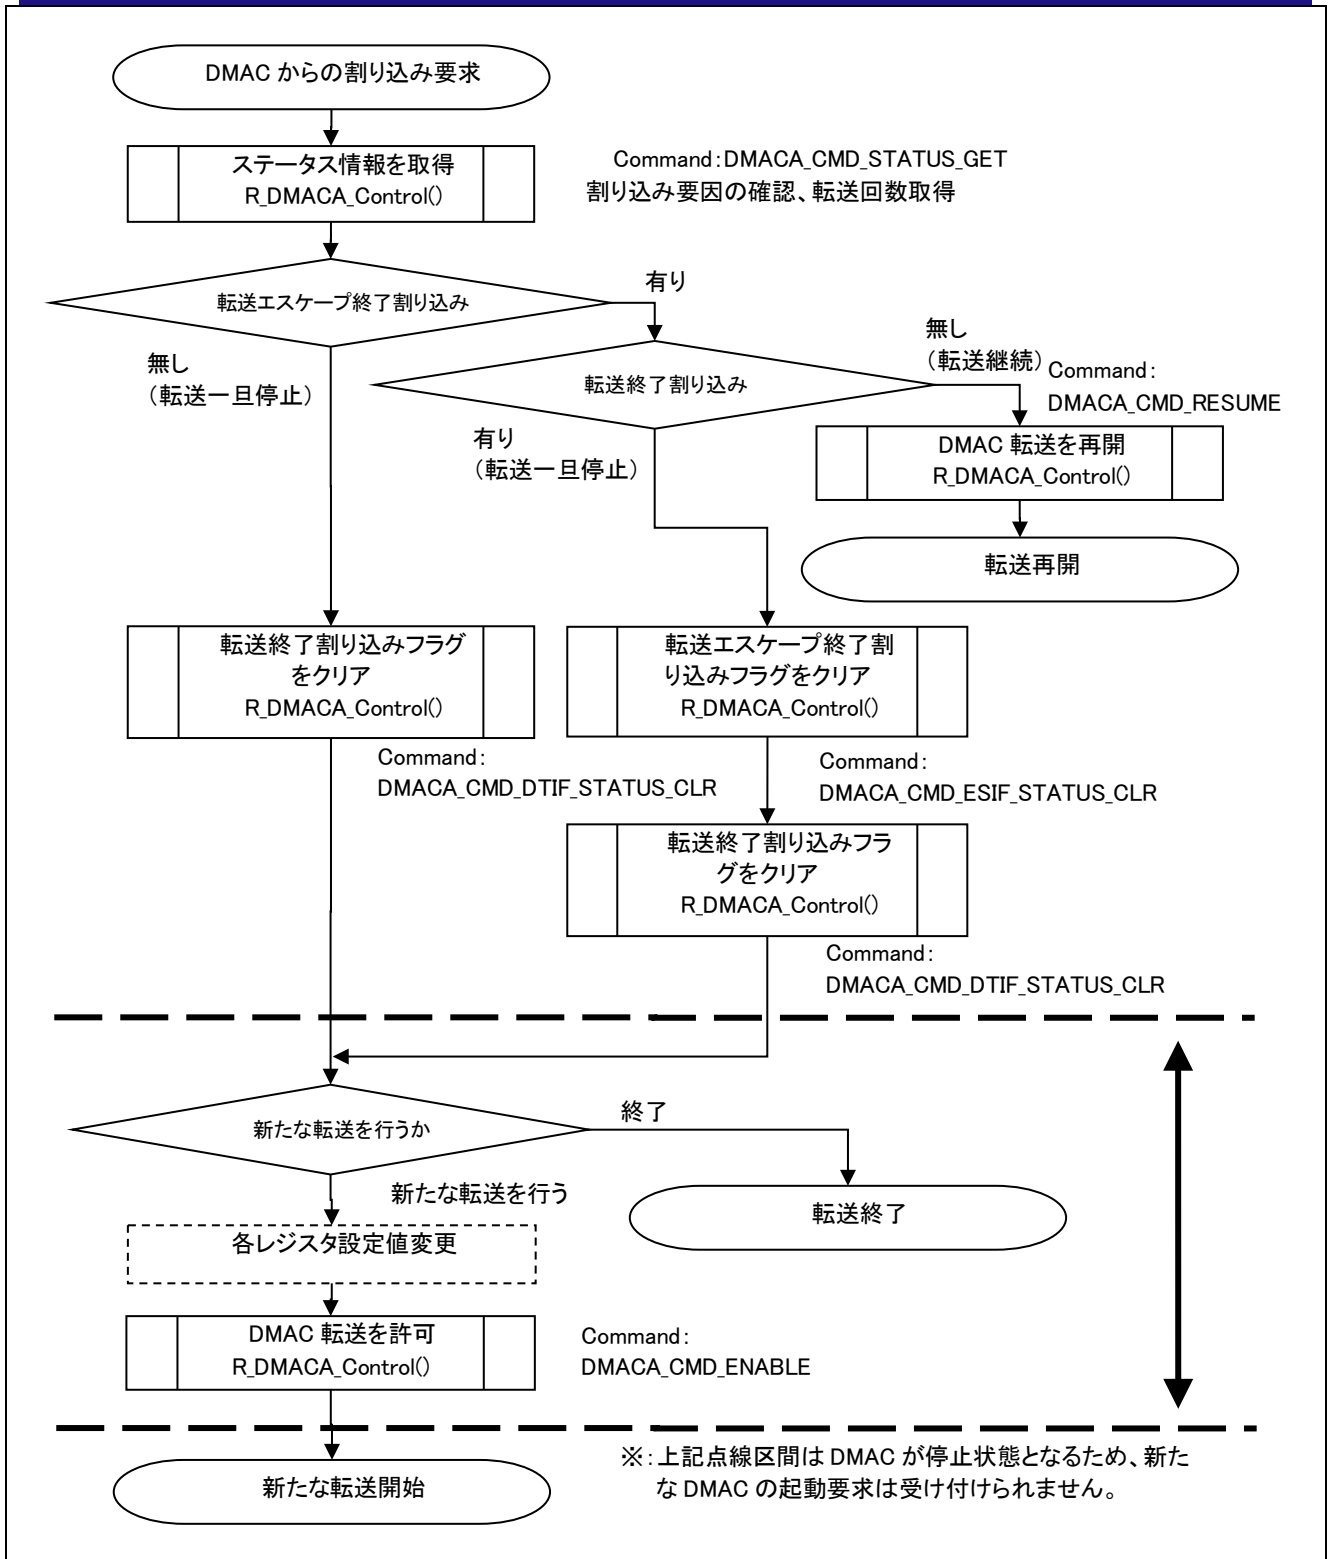 DMAC からの割り込み要求
ステータス情報を取得
R_DMACA_Control()
Command：DMACA_CMD_STATUS_GET
割り込み要因の確認、転送回数取得
転送エスケープ終了割り込み
有り
無し
（転送一旦停止）
転送終了割り込み
無し
（転送継続）
Command：
DMACA_CMD_RESUME
有り
（転送一旦停止）
DMAC 転送を再開
R_DMACA_Control()
転送再開
転送終了割り込みフラグ
をクリア
R_DMACA_Control()
Command：
DMACA_CMD_DTIF_STATUS_CLR
転送エスケープ終了割
り込みフラグをクリア
R_DMACA_Control()
Command：
DMACA_CMD_ESIF_STATUS_CLR
転送終了割り込みフラ
グをクリア
R_DMACA_Control()
Command：
DMACA_CMD_DTIF_STATUS_CLR
新たな転送を行うか
終了
転送終了
新たな転送を行う
各レジスタ設定値変更
DMAC 転送を許可
R_DMACA_Control()
Command：
DMACA_CMD_ENABLE
新たな転送開始
※：上記点線区間は DMAC が停止状態となるため、新た
な DMAC の起動要求は受け付けられません。